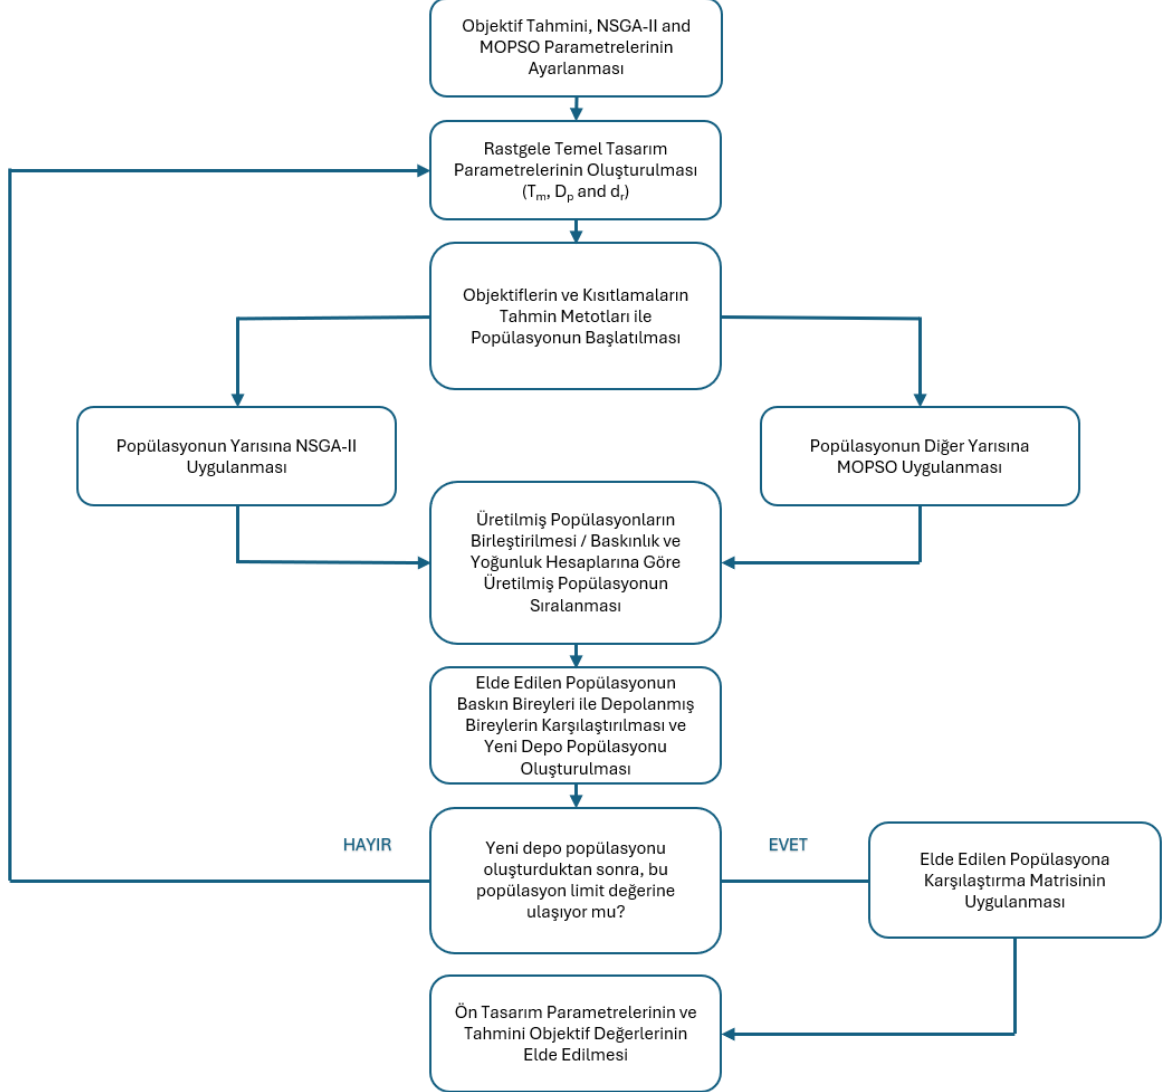 Objektif Tahmini, NSGA-II and
MOPSO Parametrelerinin
Ayarlanması
Rastgele Temel Tasarım
Parametrelerinin Oluşturulması
(Tm, Dp and dr)
Objektiflerin ve Kısıtlamaların
Tahmin Metotları ile
Popülasyonun Başlatılması
Popülasyonun Yarısına NSGA-II
Uygulanması
Popülasyonun Diğer Yarısına
MOPSO Uygulanması
Üretilmiş Popülasyonların
Birleştirilmesi / Baskınlık ve
Yoğunluk Hesaplarına Göre
Üretilmiş Popülasyonun
Sıralanması
Elde Edilen Popülasyonun
Baskın Bireyleri ile Depolanmış
Bireylerin Karşılaştırılması ve
Yeni Depo Popülasyonu
Oluşturulması
HAYIR
Yeni depo popülasyonu
oluşturduktan sonra, bu
popülasyon limit değerine
ulaşıyor mu?
EVET
Elde Edilen Popülasyona
Karşılaştırma Matrisinin
Uygulanması
Ön Tasarım Parametrelerinin ve
Tahmini Objektif Değerlerinin
Elde Edilmesi